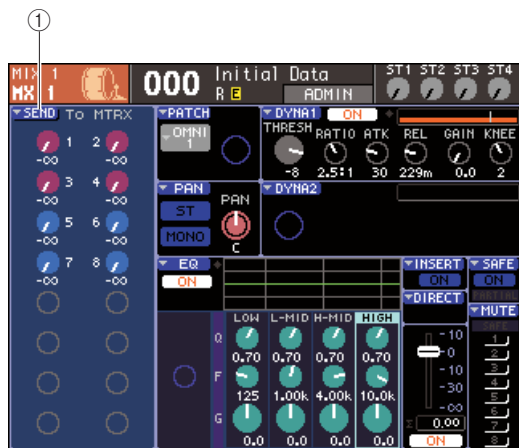 1
MIX 1
MX 1
000
Initial Data
R E
ADMIN
ST1 ST2 ST3 ST4
SEND To MTRX
1 2
-∞ -∞
3 4
-∞ -∞
5 6
-∞ -∞
7 8
-∞ -∞
PATCH
OMNI
1
DYNA1 ON
THRESH RATIO ATK REL GAIN KNEE
-8 2.5:1 30 229m 0.0 2
PAN
ST
MONO
PAN
C
DYNA2
EQ
ON
LOW L-MID H-MID HIGH
Q
0.70 0.70 0.70 0.70
F
125 1.00k 4.00k 10.0k
G
0.0 0.0 0.0 0.0
INSERT
ON
DIRECT
-10
-0
-10
-30
-∞
Σ 0.00
ON
SAFE
ON
PARTIAL
MUTE
SAFE
1
2
3
4
5
6
7
8